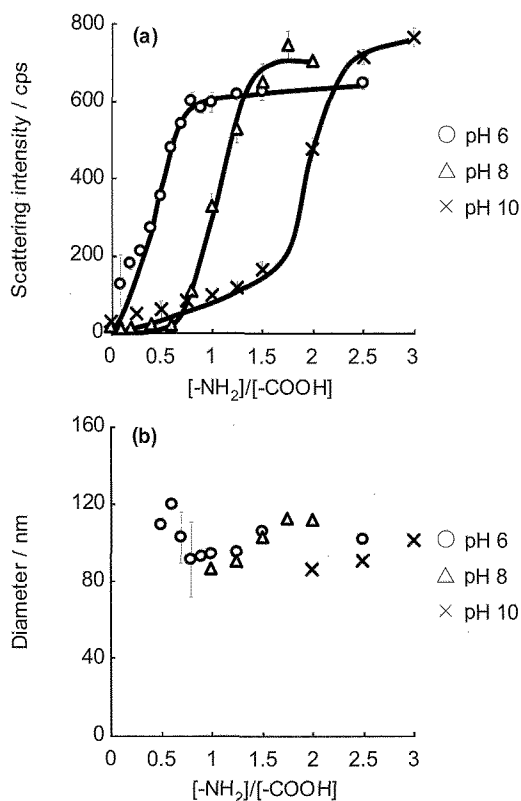 (a)
Scattering intensity / cps
800
600
400
200
0
0 0.5 1 1.5 2 2.5 3
[-NH₂]/[-COOH]
○ pH 6
△ pH 8
× pH 10
(b)
Diameter / nm
160
120
80
40
0
0 0.5 1 1.5 2 2.5 3
[-NH₂]/[-COOH]
○ pH 6
△ pH 8
× pH 10